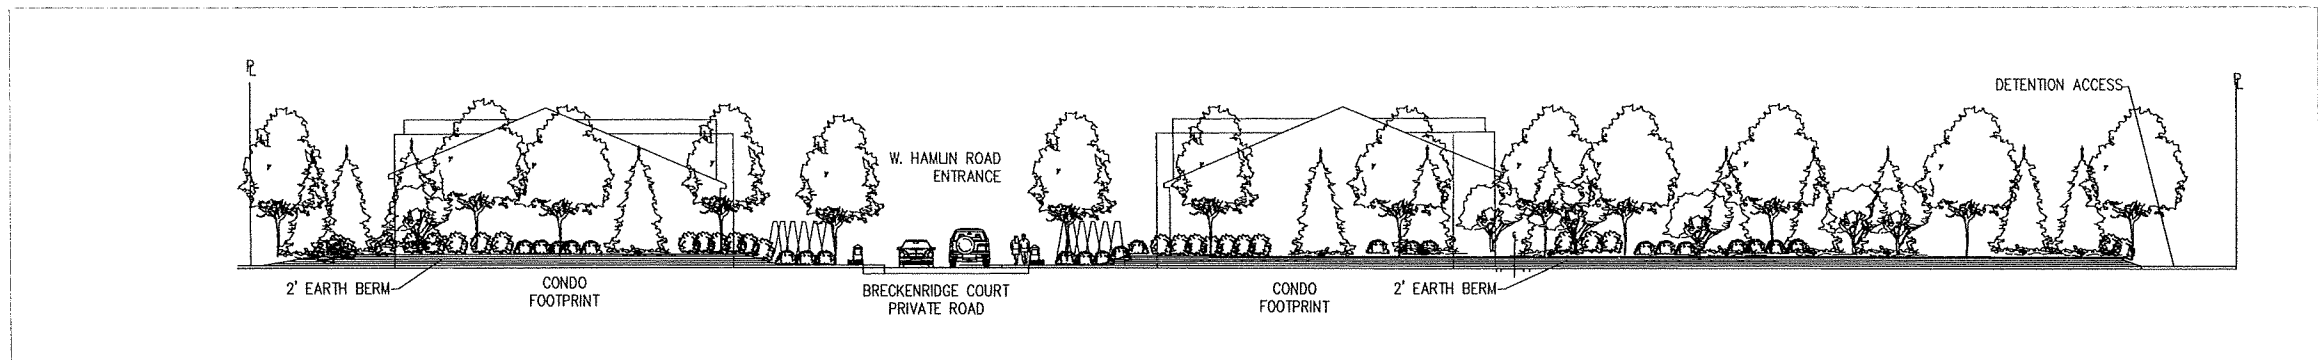 PL
PL
DETENTION ACCESS
W. HAMLIN ROAD
ENTRANCE
2' EARTH BERM
CONDO
FOOTPRINT
BRECKENRIDGE COURT
PRIVATE ROAD
CONDO
FOOTPRINT
2' EARTH BERM